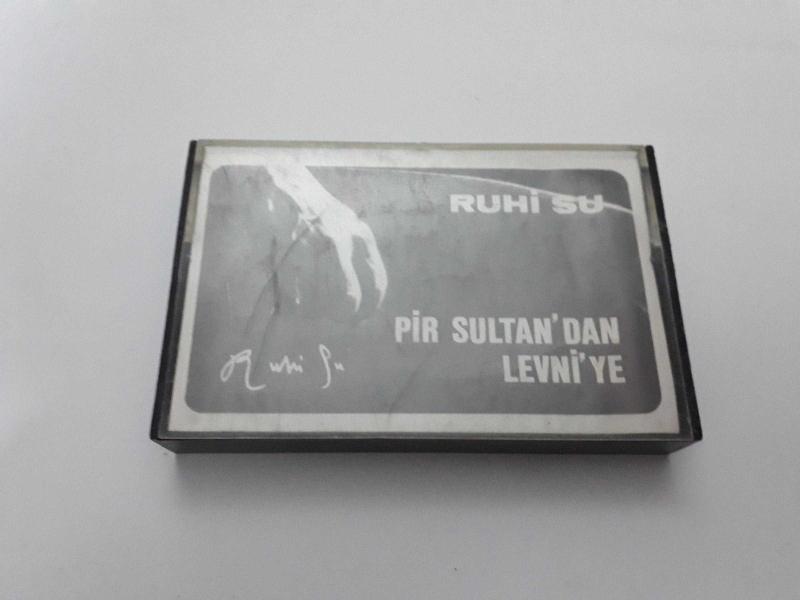 RUHİ SU
PİR SULTAN'DAN
LEVNİ'YE
Ruhi Su